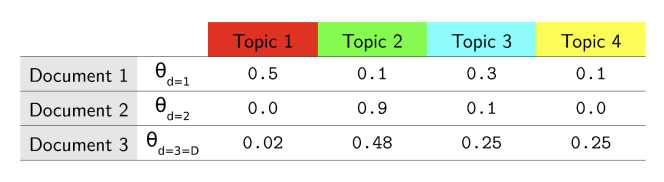 Topic 1 Topic 2 Topic 3 Topic 4
Document 1 θd=1 0.5 0.1 0.3 0.1
Document 2 θd=2 0.0 0.9 0.1 0.0
Document 3 θd=3=D 0.02 0.48 0.25 0.25